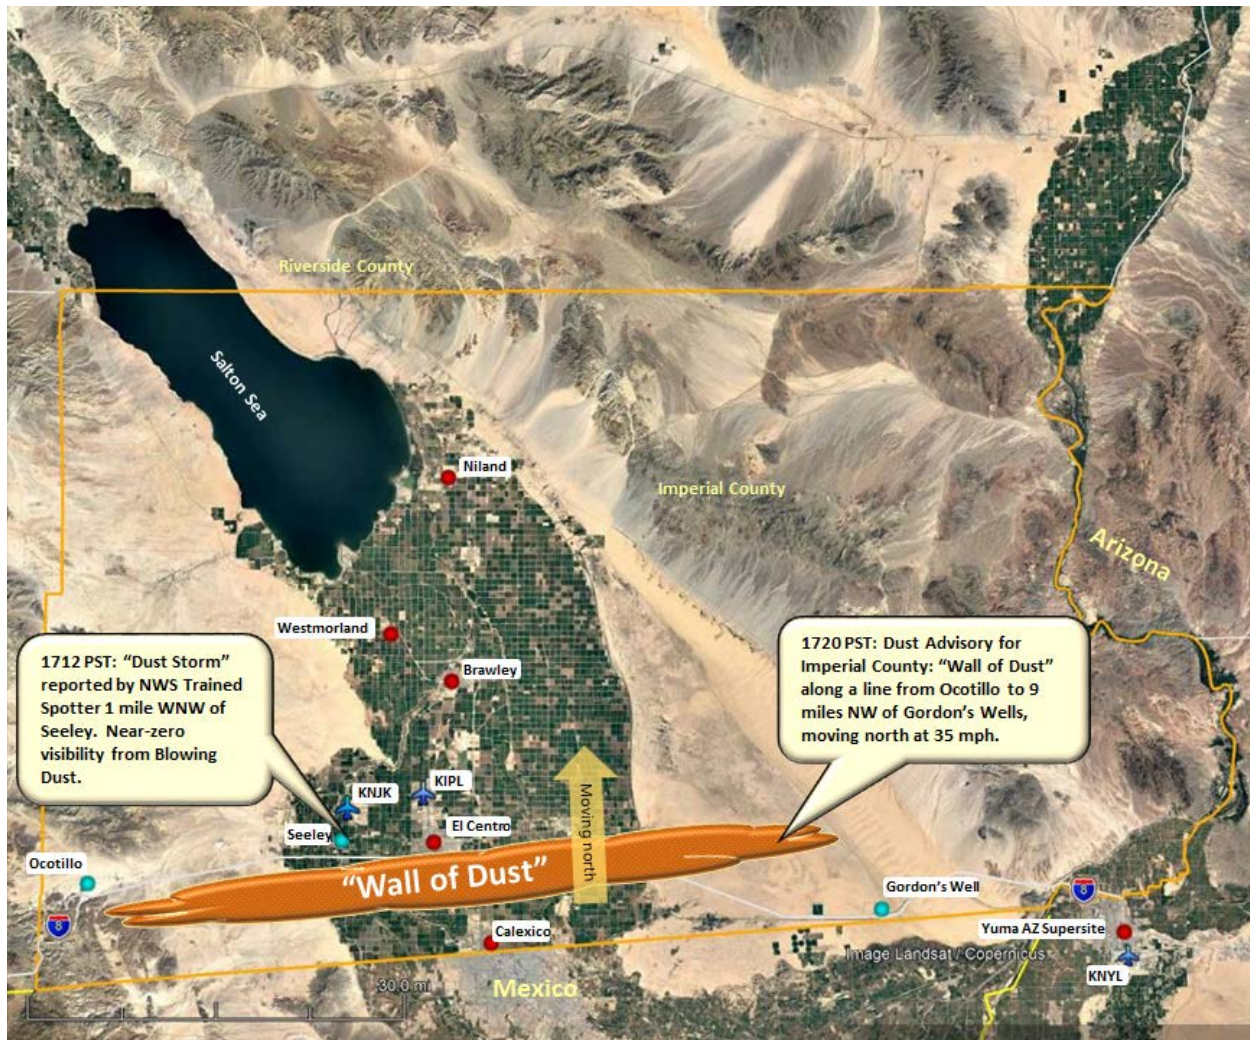 Riverside County
Salton Sea
Niland
Imperial County
Arizona
Westmorland
Brawley
1712 PST: “Dust Storm”
reported by NWS Trained
Spotter 1 mile WNW of
Seeley. Near-zero
visibility from Blowing
Dust.
1720 PST: Dust Advisory for
Imperial County: “Wall of Dust”
along a line from Ocotillo to 9
miles NW of Gordon’s Wells,
moving north at 35 mph.
KNJK
KIPL
Moving north
Seeley
El Centro
Ocotillo
“Wall of Dust”
Gordon’s Well
8
8
Calexico
Yuma AZ Supersite
Image Landsat / Copernicus
KNYL
30.0 mi
Mexico